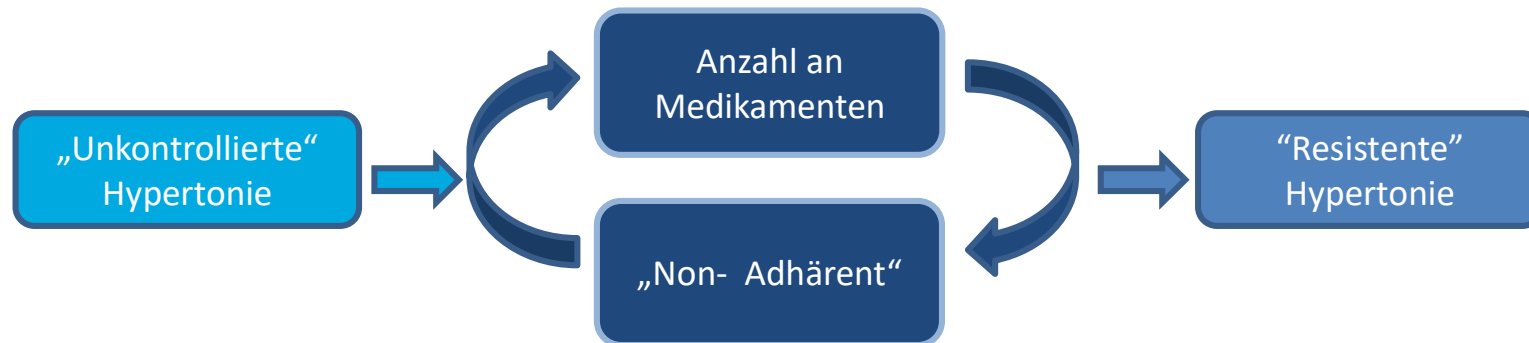 „Unkontrollierte“
Hypertonie
Anzahl an
Medikamenten
„Non-  Adhärent“
“Resistente”
Hypertonie